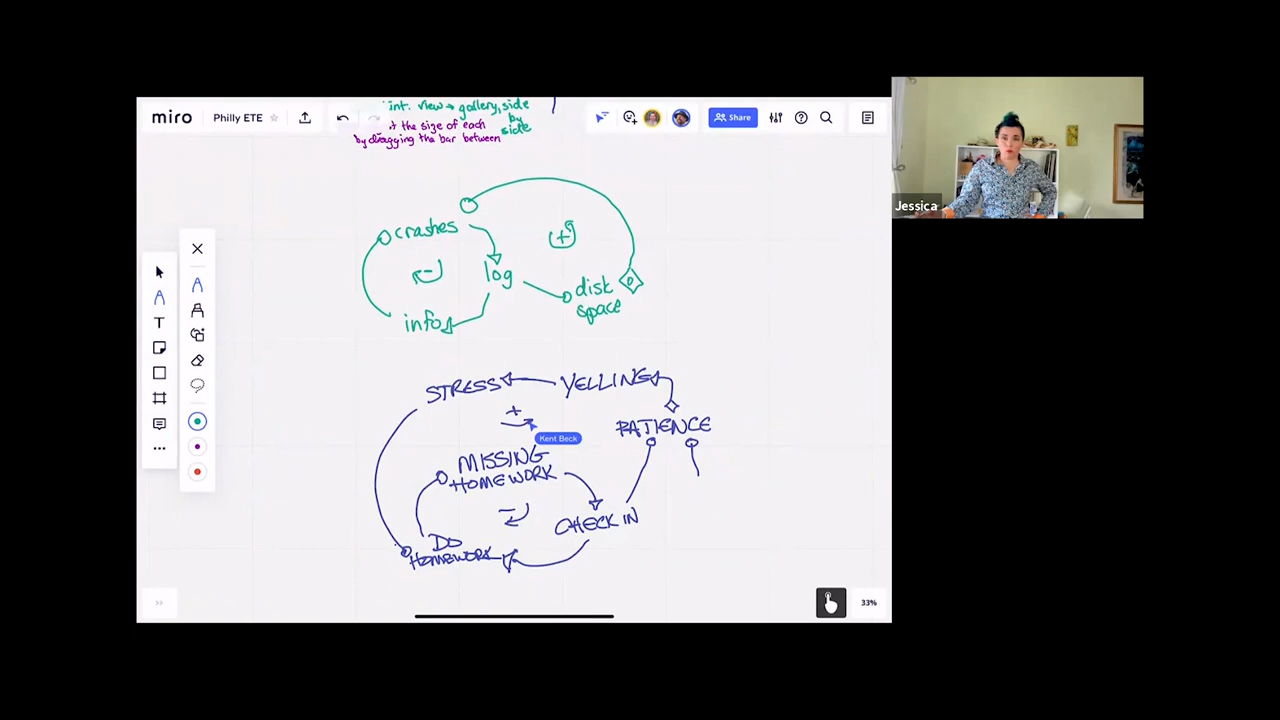 miro
Philly ETE
Share
int. view → gallery, side
by
side
t the size of each
by dragging the bar between
Jessica
crashes
+
-
log
disk
space
info
STRESS
YELLING
+
Kent Beck
PATIENCE
MISSING
HOMEWORK
-
CHECK IN
DO
HOMEWORK
T
33%